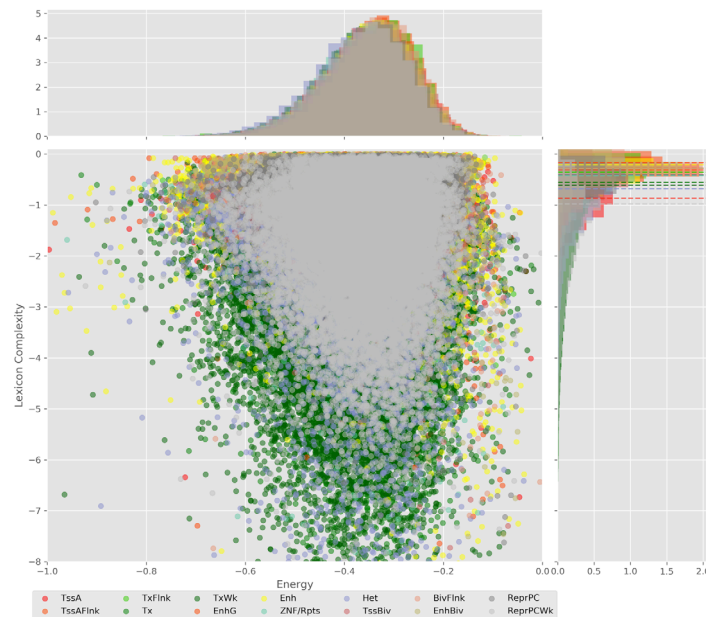 5
4
3
2
1
0
0
−1
−2
−3
−4
−5
−6
−7
−8
Lexicon Complexity
−1.0 −0.8 −0.6 −0.4 −0.2 0.0
Energy
0.0 0.5 1.0 1.5 2.0
TssA TxFlnk TxWk Enh Het BivFlnk ReprPC
TssAFlnk Tx EnhG ZNF/Rpts TssBiv EnhBiv ReprPCWk